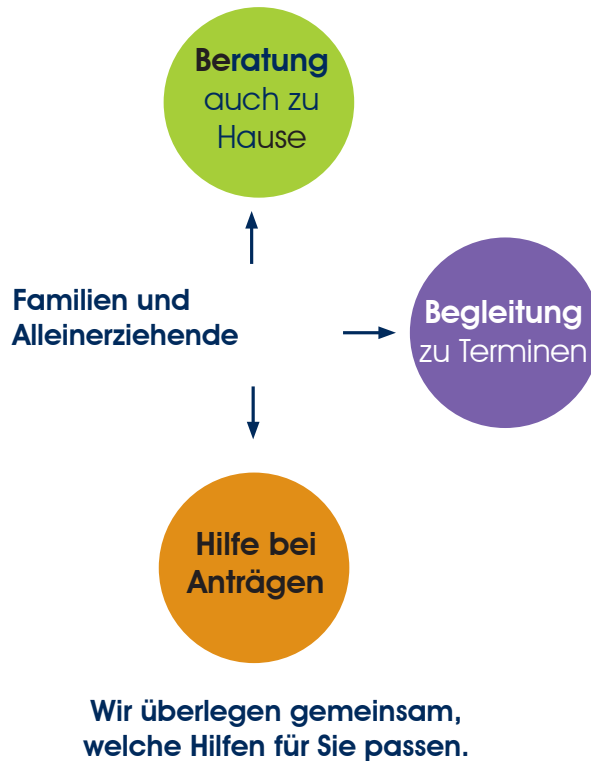 Beratung
auch zu
Hause
Familien und
Alleinerziehende
Begleitung
zu Terminen
Hilfe bei
Anträgen
Wir überlegen gemeinsam,
welche Hilfen für Sie passen.